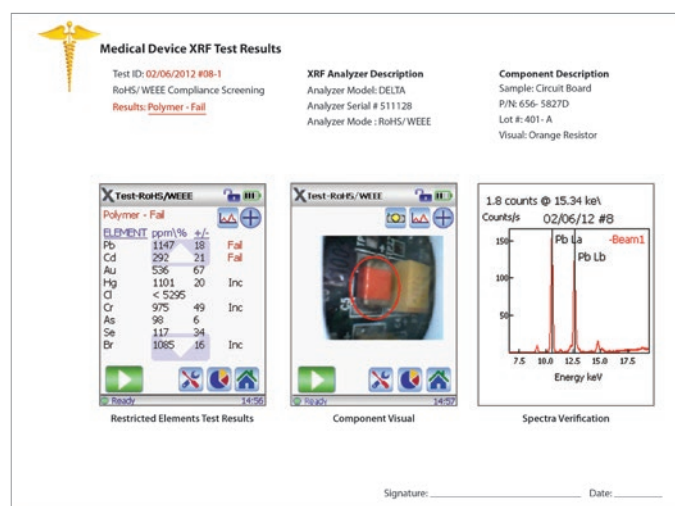 Medical Device XRF Test Results
Test ID: 02/06/2012 #08-1
RoHS/ WEEE Compliance Screening
Results: Polymer - Fail
XRF Analyzer Description
Analyzer Model: DELTA
Analyzer Serial # 511128
Analyzer Mode : RoHS/ WEEE
Component Description
Sample: Circuit Board
P/N: 656- 5827D
Lot #: 401- A
Visual: Orange Resistor
Test-RoHS/WEEE
Polymer - Fail
ELEMENT ppm\% +/-
Pb 1147 18 Fail
Cd 292 21 Fail
Au 536 67
Hg 1101 20 Inc
Cl < 5295
Cr 975 49 Inc
As 98 6
Se 117 34
Br 1085 16 Inc
Ready 14:56
Restricted Elements Test Results
Test-RoHS/WEEE
C5
Ready 14:57
Component Visual
1.8 counts @ 15.34 keV
Counts/s 02/06/12 #8
150
100
50
Pb La
Pb Lb
-Beam1
7.5 10.0 12.5 15.0 17.5
Energy keV
Spectra Verification
Signature:
Date: